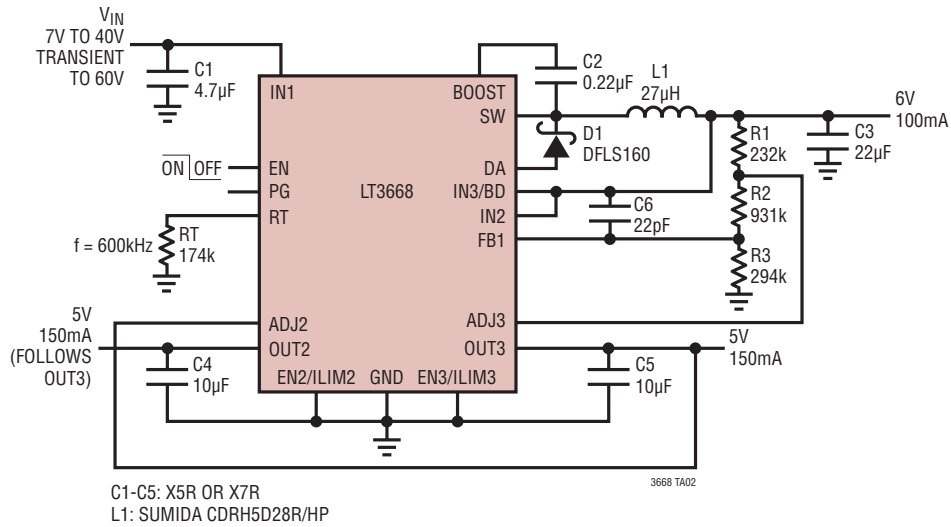 VIN
7V TO 40V
TRANSIENT
TO 60V
C1
4.7µF
IN1
BOOST
SW
C2
0.22µF
L1
27µH
6V
100mA
D1
DFLS160
R1
232k
C3
22µF
ON OFF
EN
PG
RT
LT3668
DA
IN3/BD
IN2
FB1
C6
22pF
R2
931k
R3
294k
f = 600kHz
RT
174k
5V
150mA
(FOLLOWS
OUT3)
ADJ2
OUT2
ADJ3
OUT3
5V
150mA
C4
10µF
EN2/ILIM2 GND EN3/ILIM3
C5
10µF
3668 TA02
C1-C5: X5R OR X7R
L1: SUMIDA CDRH5D28R/HP